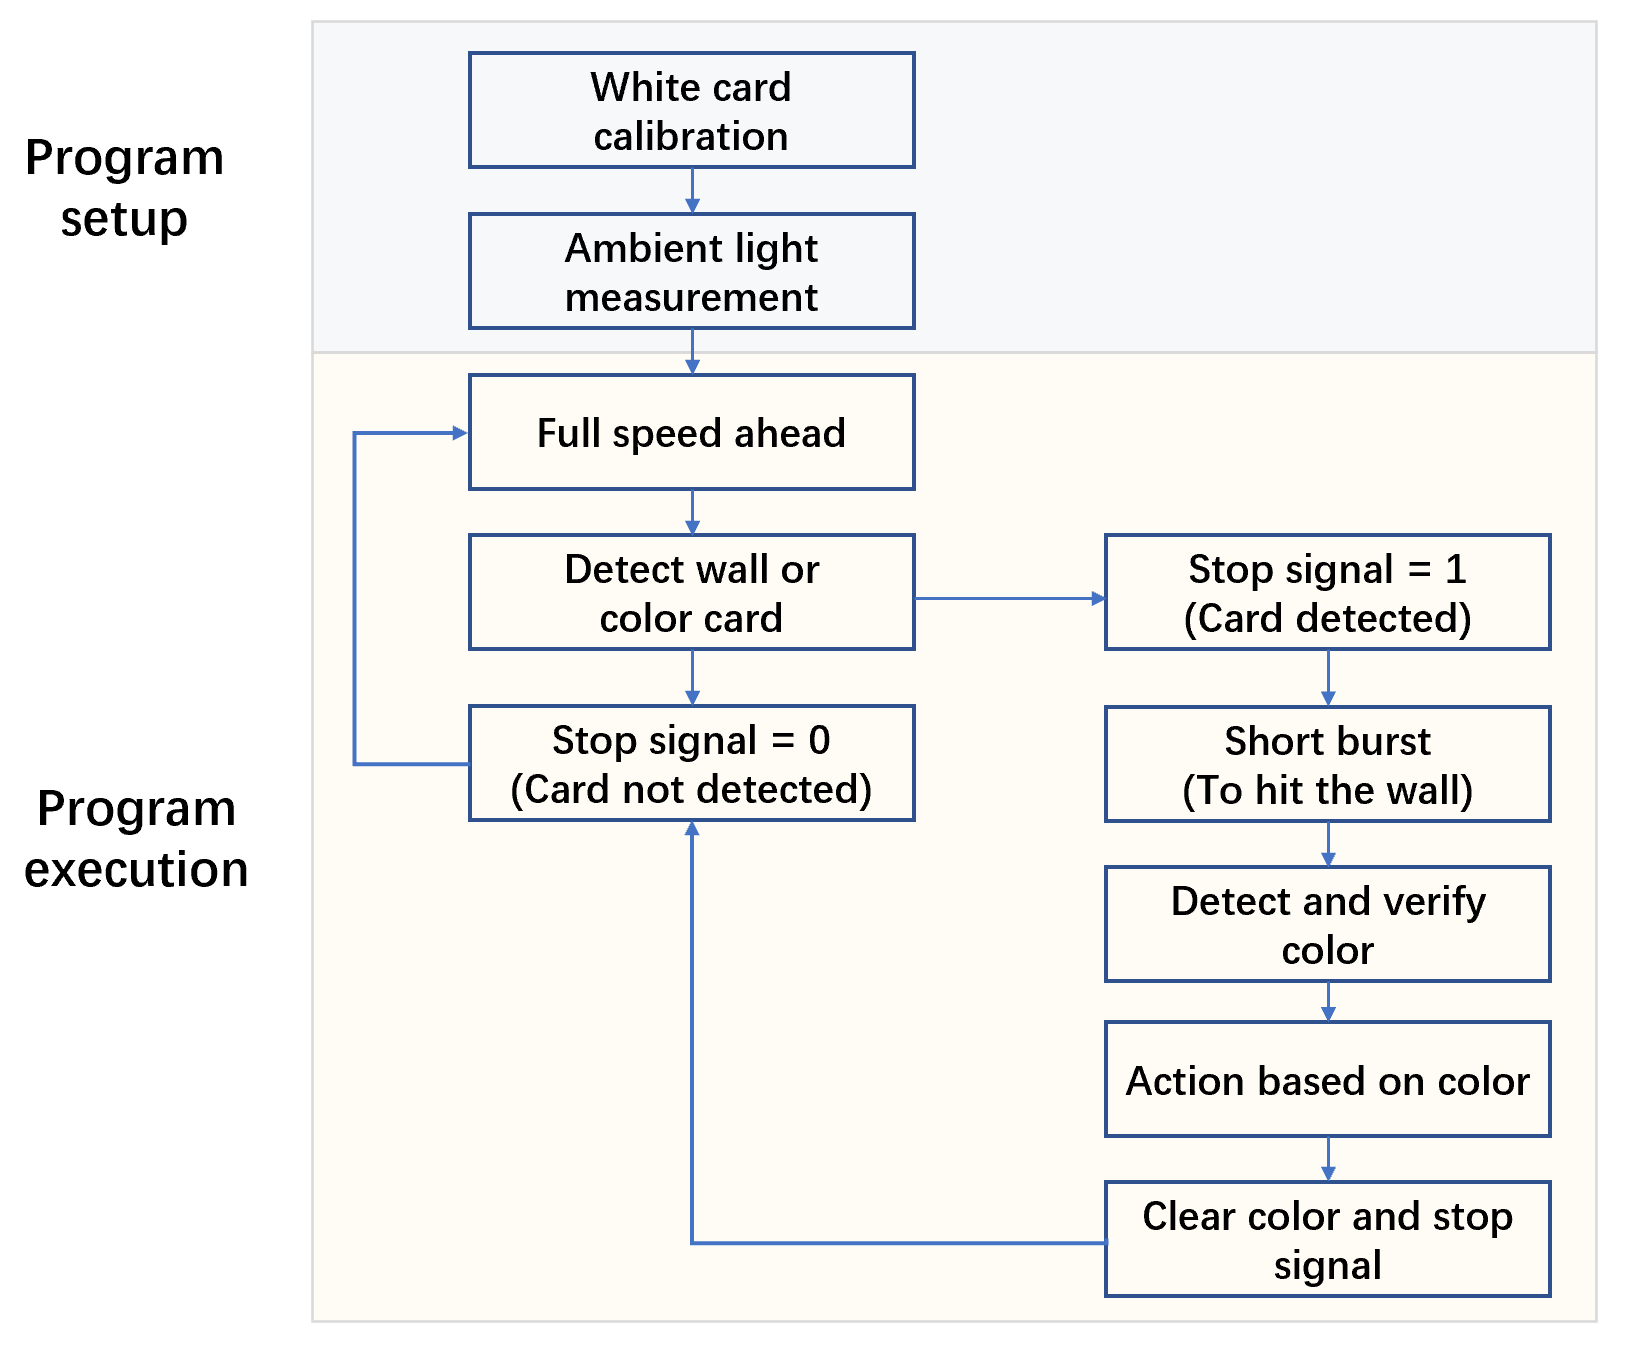 Program
setup
White card
calibration
Ambient light
measurement
Program
execution
Full speed ahead
Detect wall or
color card
Stop signal = 0
(Card not detected)
Stop signal = 1
(Card detected)
Short burst
(To hit the wall)
Detect and verify
color
Action based on color
Clear color and stop
signal